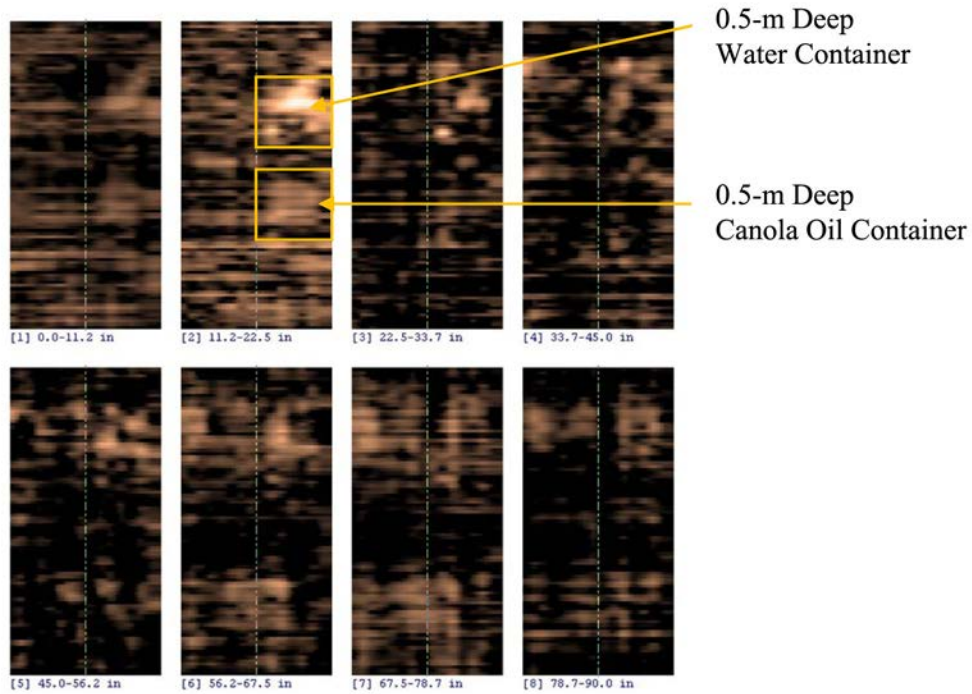 0.5-m Deep
Water Container
0.5-m Deep
Canola Oil Container
[1] 0.0-11.2 in
[2] 11.2-22.5 in
[3] 22.5-33.7 in
[4] 33.7-45.0 in
[5] 45.0-56.2 in
[6] 56.2-67.5 in
[7] 67.5-78.7 in
[8] 78.7-90.0 in